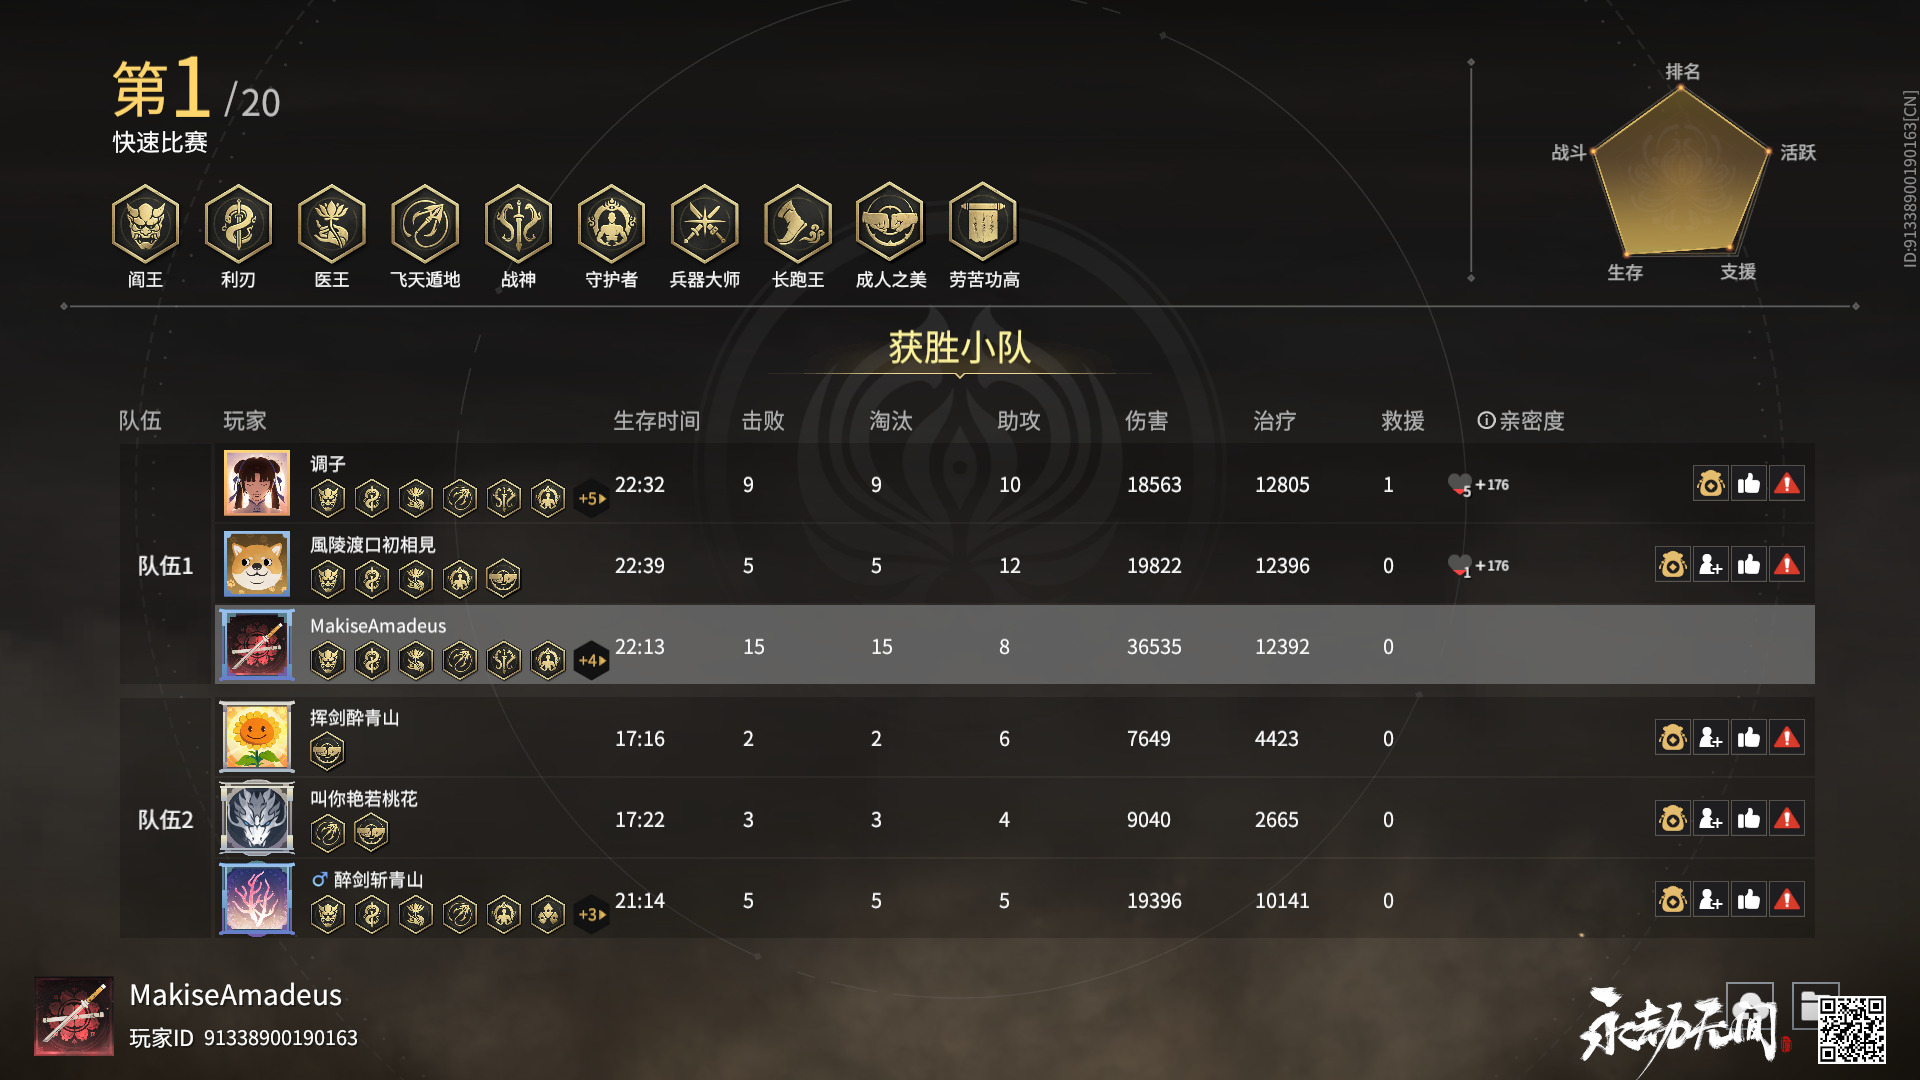 第1/20
快速比赛
排名
战斗
活跃
生存
支援
ID:91338900190163[CN]
阎王 利刃 医王 飞天遁地 战神 守护者 兵器大师 长跑王 成人之美 劳苦功高
获胜小队
队伍 玩家 生存时间 击败 淘汰 助攻 伤害 治疗 救援 亲密度
队伍1
调子
+5 22:32 9 9 10 18563 12805 1 5 +176
風陵渡口初相見
22:39 5 5 12 19822 12396 0 1 +176
MakiseAmadeus
+4 22:13 15 15 8 36535 12392 0
队伍2
挥剑酔青山
17:16 2 2 6 7649 4423 0
叫你艳若桃花
17:22 3 3 4 9040 2665 0
♂ 醉剑斩青山
+3 21:14 5 5 5 19396 10141 0
MakiseAmadeus
玩家ID 91338900190163
永劫无间